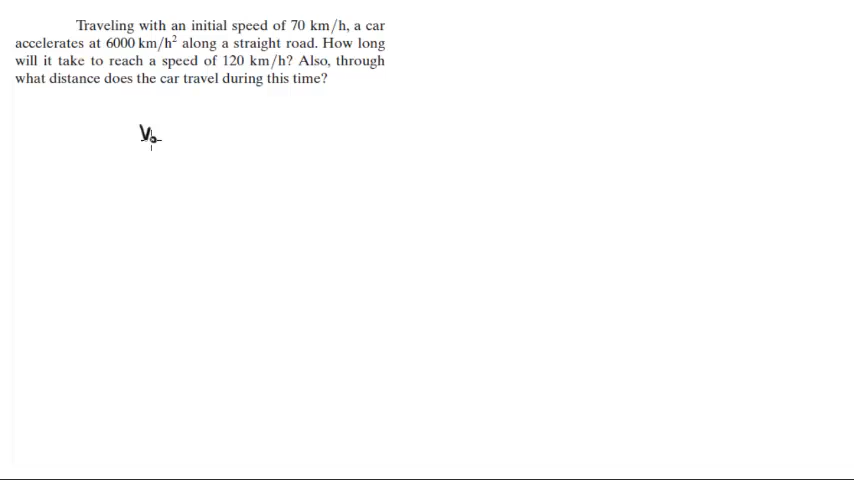 Traveling with an initial speed of 70 km/h, a car
accelerates at 6000 km/h² along a straight road. How long
will it take to reach a speed of 120 km/h? Also, through
what distance does the car travel during this time?
V₀